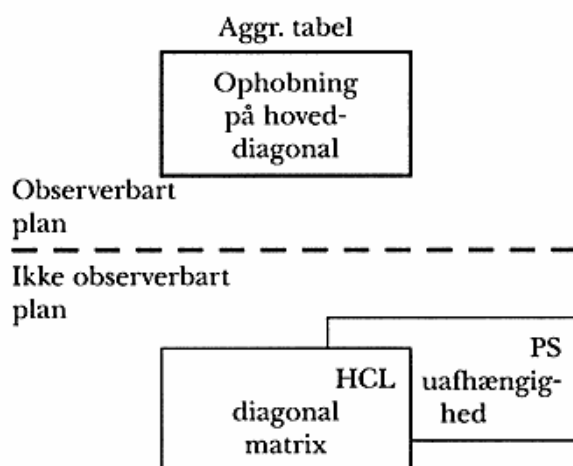 Aggr. tabel
Ophobning
på hoved-
diagonal
Observerbart
plan
Ikke observerbart
plan
PS
uafhængig-
hed
HCL
diagonal
matrix